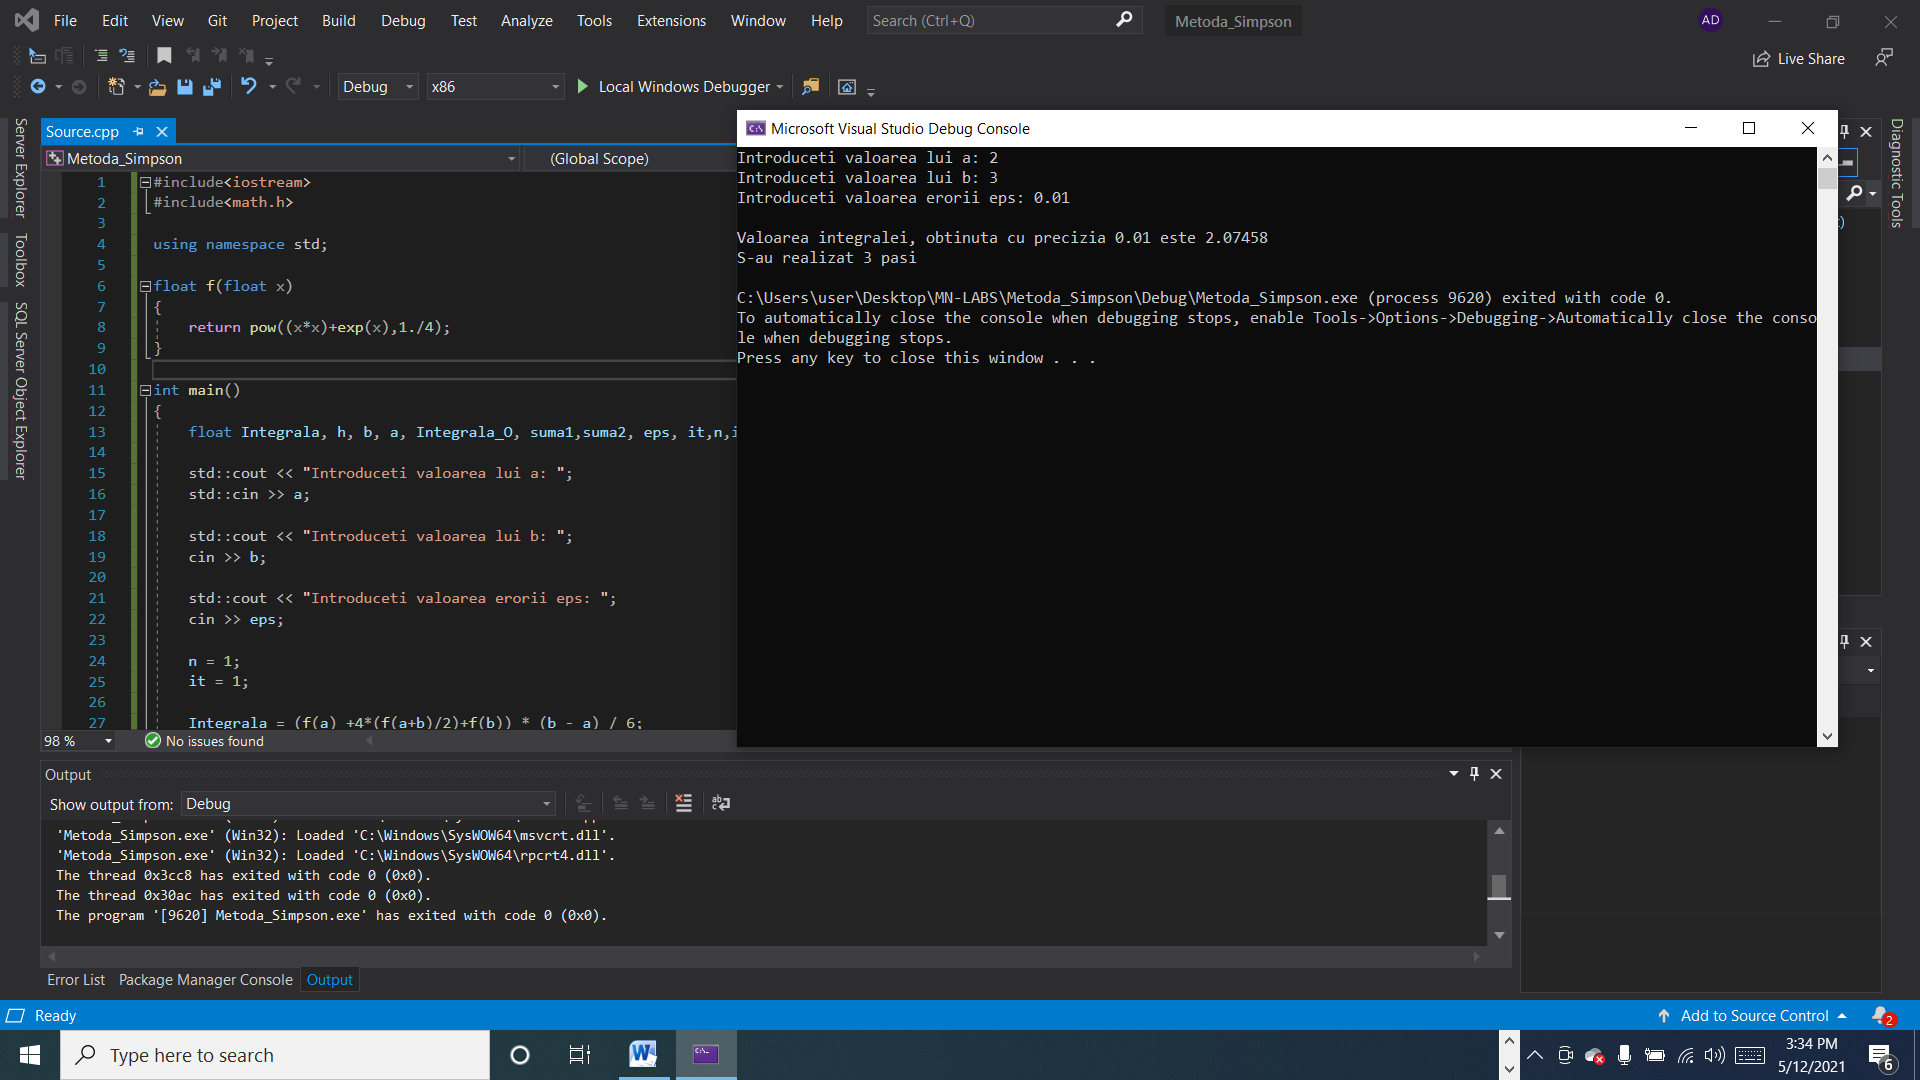 File Edit View Git Project Build Debug Test Analyze Tools Extensions Window Help Search (Ctrl+Q) Metoda_Simpson AD
Live Share
Debug x86 Local Windows Debugger
Server Explorer
Toolbox
SQL Server Object Explorer
Diagnostic Tools
Source.cpp
Metoda_Simpson (Global Scope)
1 #include<iostream>
2 #include<math.h>
3
4 using namespace std;
5
6 float f(float x)
7 {
8 return pow((x*x)+exp(x),1./4);
9 }
10
11 int main()
12 {
13 float Integrala, h, b, a, Integrala_O, suma1,suma2, eps, it,n,i
14
15 std::cout << "Introduceti valoarea lui a: ";
16 std::cin >> a;
17
18 std::cout << "Introduceti valoarea lui b: ";
19 cin >> b;
20
21 std::cout << "Introduceti valoarea erorii eps: ";
22 cin >> eps;
23
24 n = 1;
25 it = 1;
26
27 Integrala = (f(a) +4*(f(a+b)/2)+f(b)) * (b - a) / 6;
98 % No issues found
Microsoft Visual Studio Debug Console
Introduceti valoarea lui a: 2
Introduceti valoarea lui b: 3
Introduceti valoarea erorii eps: 0.01
Valoarea integralei, obtinuta cu precizia 0.01 este 2.07458
S-au realizat 3 pasi
C:\Users\user\Desktop\MN-LABS\Metoda_Simpson\Debug\Metoda_Simpson.exe (process 9620) exited with code 0.
To automatically close the console when debugging stops, enable Tools->Options->Debugging->Automatically close the conso
le when debugging stops.
Press any key to close this window . . .
Output
Show output from: Debug
'Metoda_Simpson.exe' (Win32): Loaded 'C:\Windows\SysWOW64\msvcrt.dll'.
'Metoda_Simpson.exe' (Win32): Loaded 'C:\Windows\SysWOW64\rpcrt4.dll'.
The thread 0x3cc8 has exited with code 0 (0x0).
The thread 0x30ac has exited with code 0 (0x0).
The program '[9620] Metoda_Simpson.exe' has exited with code 0 (0x0).
Error List Package Manager Console Output
Ready Add to Source Control 2
Type here to search
3:34 PM
5/12/2021
6